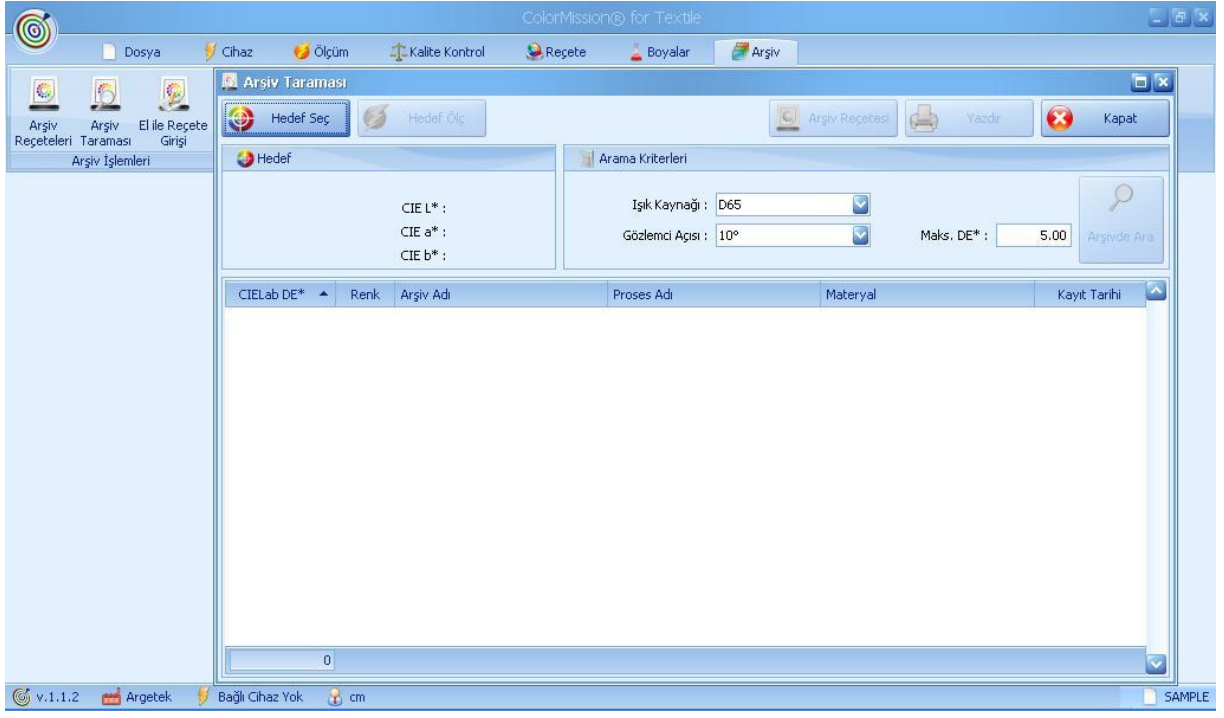 ColorMission® for Textile
Dosya Cihaz Ölçüm Kalite Kontrol Reçete Boyalar Arşiv
Arşiv Reçeteleri
Arşiv Taraması
El ile Reçete Girişi
Arşiv İşlemleri
Arşiv Taraması
Hedef Seç Hedef Ölç Arşiv Reçetesi Yazdır Kapat
Hedef
CIE L* :
CIE a* :
CIE b* :
Arama Kriterleri
Işık Kaynağı : D65
Gözlemci Açısı : 10° Maks. DE* : 5.00 Arşivde Ara
CIELab DE* Renk Arşiv Adı Proses Adı Materyal Kayıt Tarihi
0
v.1.1.2 Argetek Bağlı Cihaz Yok cm SAMPLE